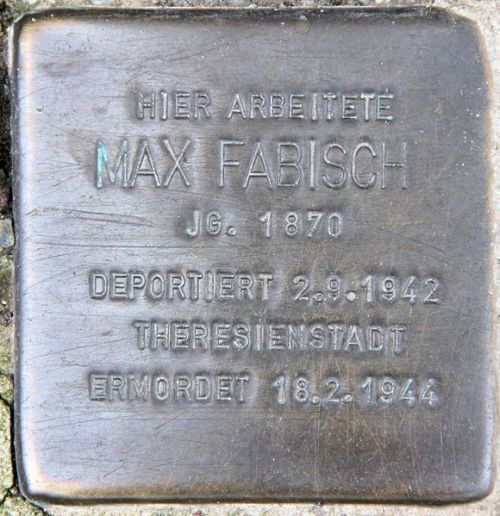 HIER ARBEITETE
MAX FABISCH
JG. 1870
DEPORTIERT 2.9.1942
THERESIENSTADT
ERMORDET 18.2.1944